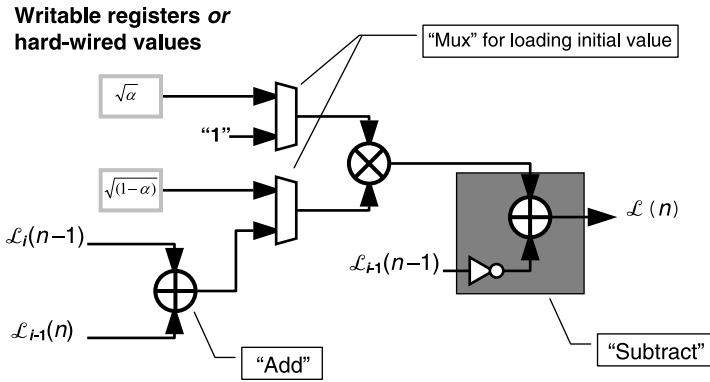 Writable registers or
hard-wired values
"Mux" for loading initial value
√α
"1"
√(1−α)
ℒi(n−1)
ℒ (n)
ℒi-1(n−1)
ℒi-1(n)
"Add"
"Subtract"